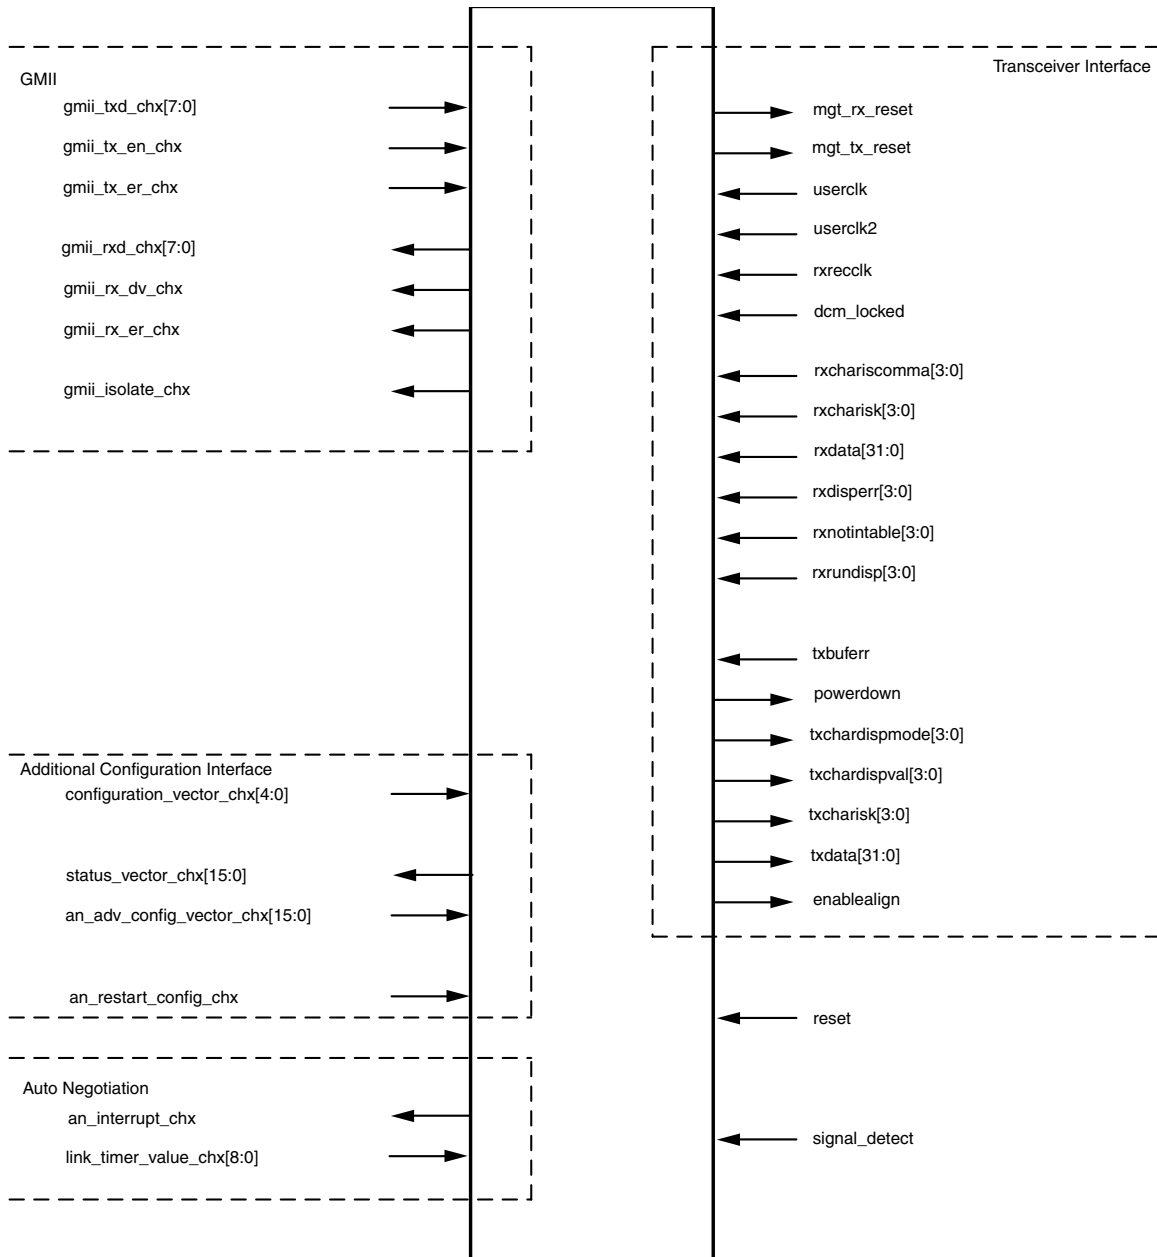 GMII
gmii_txd_chx[7:0]
gmii_tx_en_chx
gmii_tx_er_chx
gmii_rxd_chx[7:0]
gmii_rx_dv_chx
gmii_rx_er_chx
gmii_isolate_chx
Additional Configuration Interface
configuration_vector_chx[4:0]
status_vector_chx[15:0]
an_adv_config_vector_chx[15:0]
an_restart_config_chx
Auto Negotiation
an_interrupt_chx
link_timer_value_chx[8:0]
Transceiver Interface
mgt_rx_reset
mgt_tx_reset
userclk
userclk2
rxrecclk
dcm_locked
rxchariscomma[3:0]
rxcharisk[3:0]
rxdata[31:0]
rxdisperr[3:0]
rxnotintable[3:0]
rxrundisp[3:0]
txbuferr
powerdown
txchardispmode[3:0]
txchardispval[3:0]
txcharisk[3:0]
txdata[31:0]
enablealign
reset
signal_detect